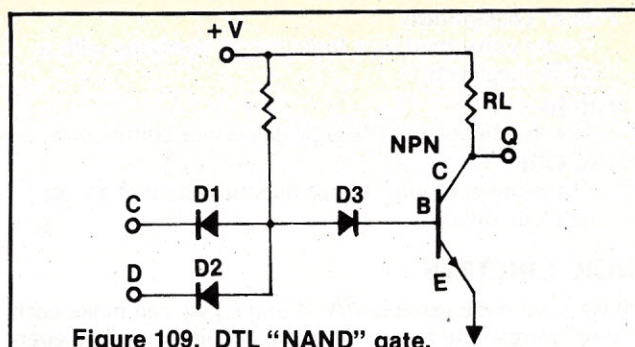 + V
RL
NPN
Q
C
B
E
C
D1
D3
D
D2
Figure 109. DTL “NAND” gate.